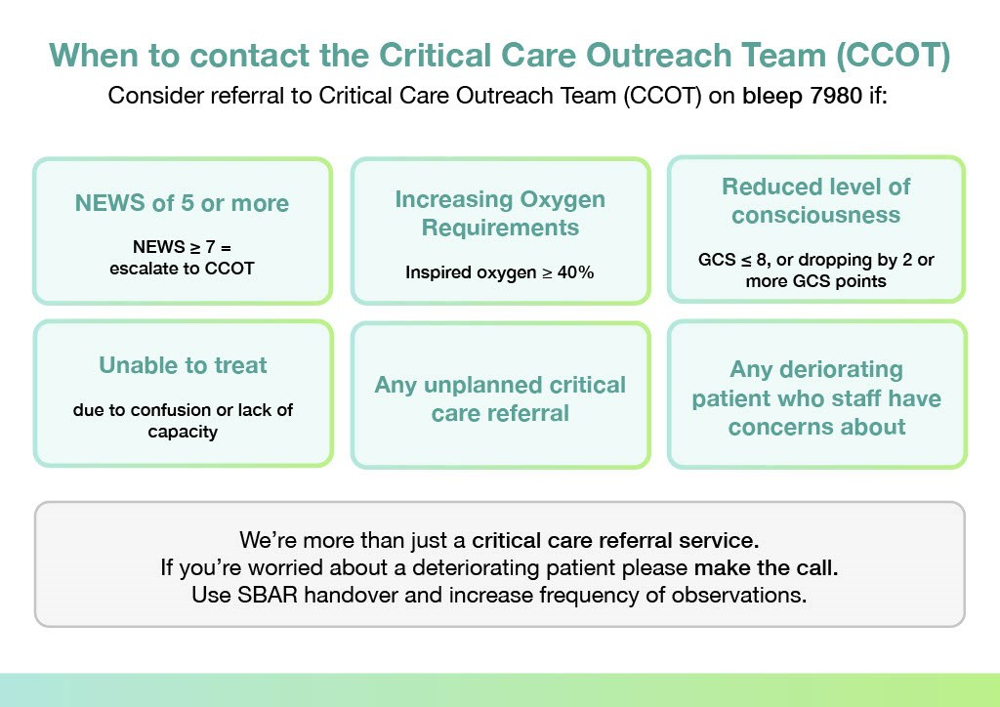 When to contact the Critical Care Outreach Team (CCOT)
Consider referral to Critical Care Outreach Team (CCOT) on bleep 7980 if:
NEWS of 5 or more
NEWS ≥ 7 =
escalate to CCOT
Increasing Oxygen
Requirements
Inspired oxygen ≥ 40%
Reduced level of
consciousness
GCS ≤ 8, or dropping by 2 or
more GCS points
Unable to treat
due to confusion or lack of
capacity
Any unplanned critical
care referral
Any deriorating
patient who staff have
concerns about
We're more than just a critical care referral service.
If you're worried about a deteriorating patient please make the call.
Use SBAR handover and increase frequency of observations.